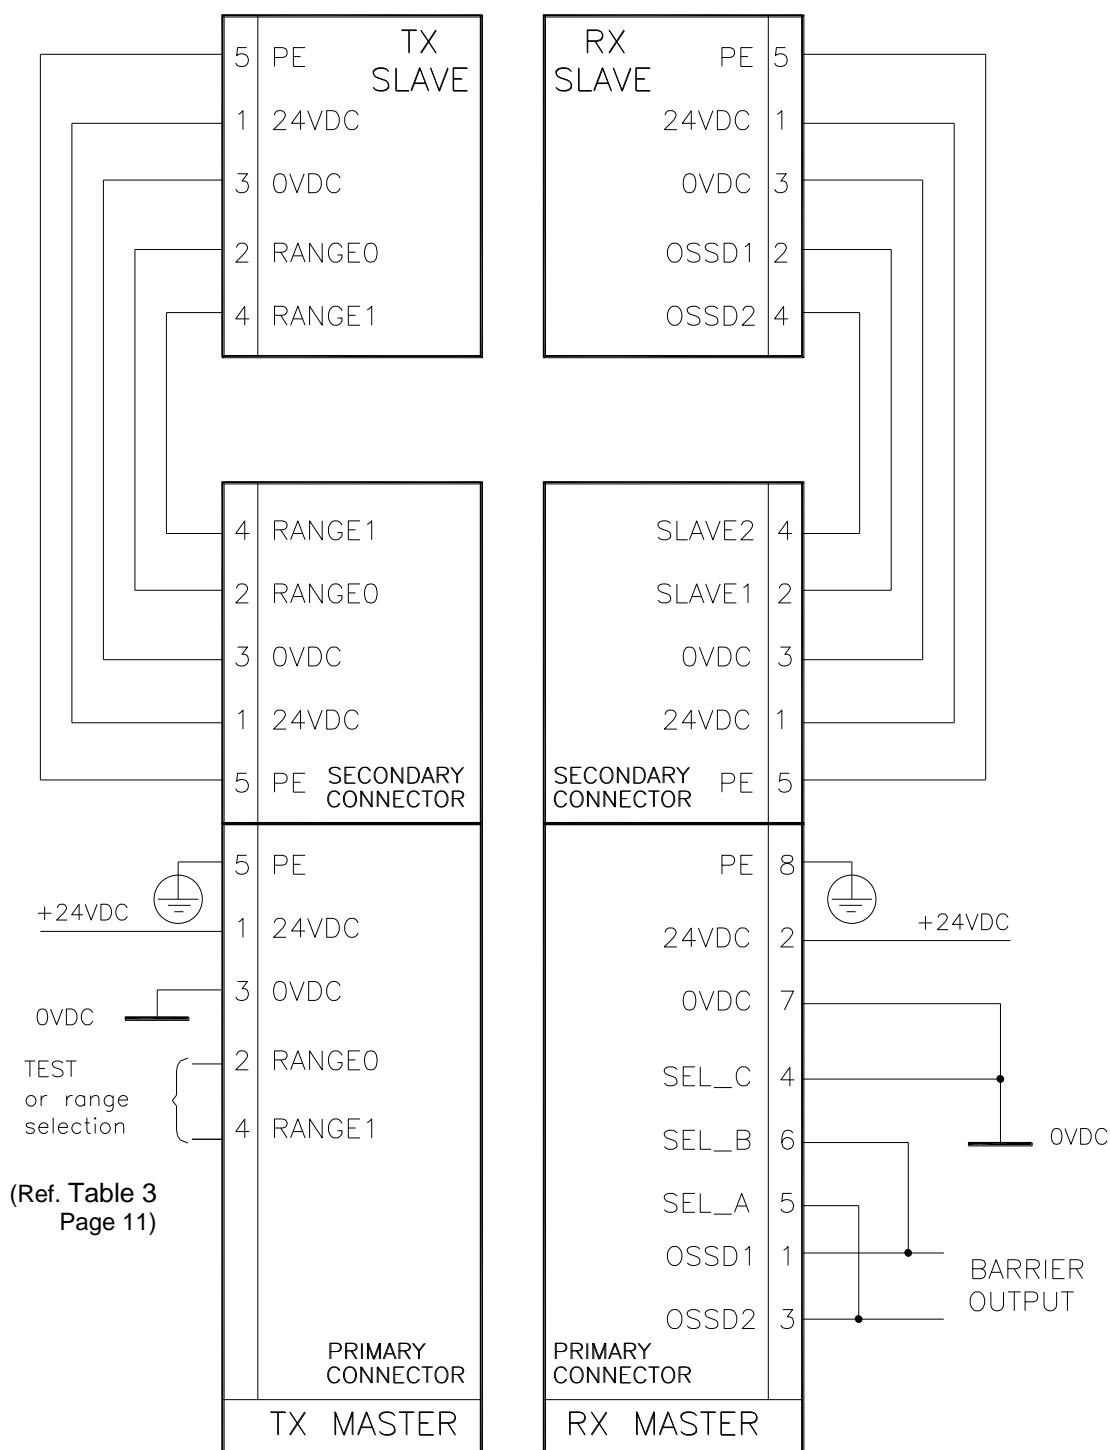 TX
SLAVE
5 PE
1 24VDC
3 0VDC
2 RANGE0
4 RANGE1
RX
SLAVE
PE 5
24VDC 1
0VDC 3
OSSD1 2
OSSD2 4
4 RANGE1
2 RANGE0
3 0VDC
1 24VDC
5 PE
SECONDARY
CONNECTOR
SLAVE2 4
SLAVE1 2
0VDC 3
24VDC 1
PE 5
SECONDARY
CONNECTOR
5 PE
+24VDC
1 24VDC
3 0VDC
0VDC
2 RANGE0
4 RANGE1
TEST
or range
selection
(Ref. Table 3
Page 11)
PRIMARY
CONNECTOR
TX MASTER
PE 8
24VDC 2
+24VDC
0VDC 7
SEL_C 4
SEL_B 6
0VDC
SEL_A 5
OSSD1 1
OSSD2 3
BARRIER
OUTPUT
PRIMARY
CONNECTOR
RX MASTER